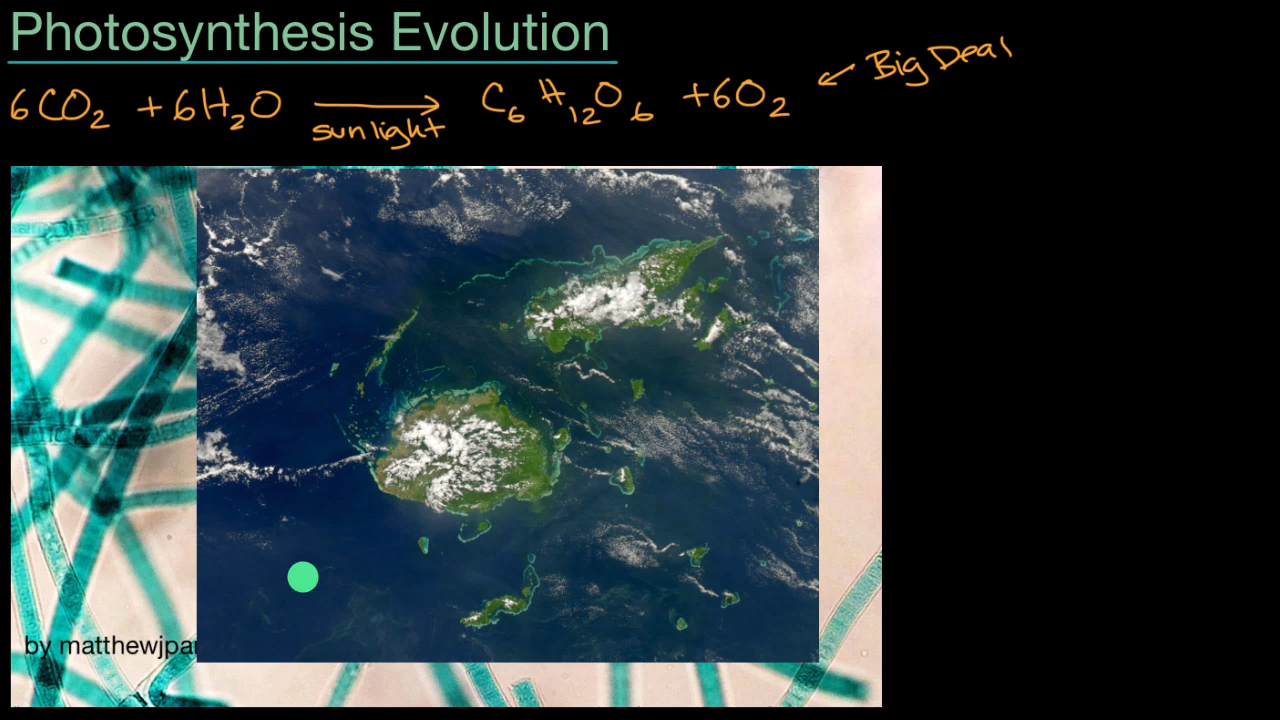 Photosynthesis Evolution
6CO₂ + 6H₂O → C₆H₁₂O₆ + 6O₂ ← Big Deal
sunlight
by matthewjpar